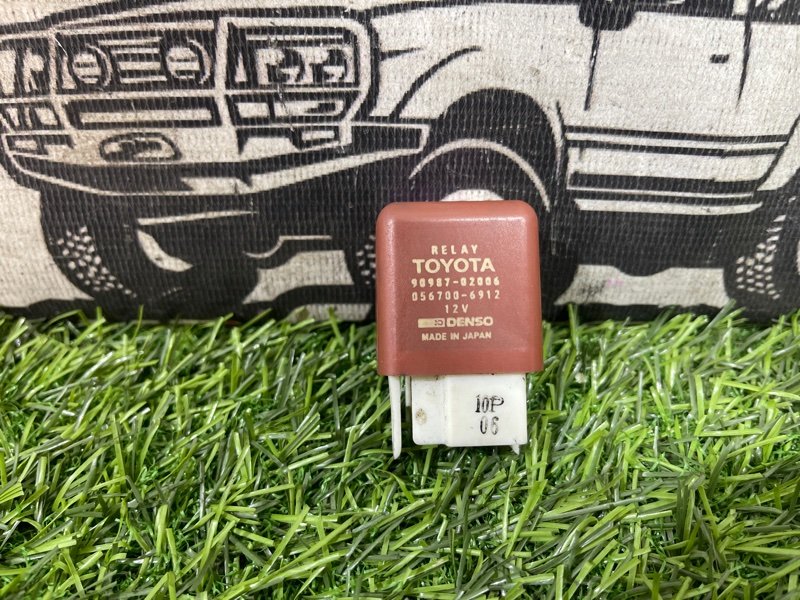 RELAY
TOYOTA
90987-02006
056700-6912
12V
DENSO
MADE IN JAPAN
10P
06